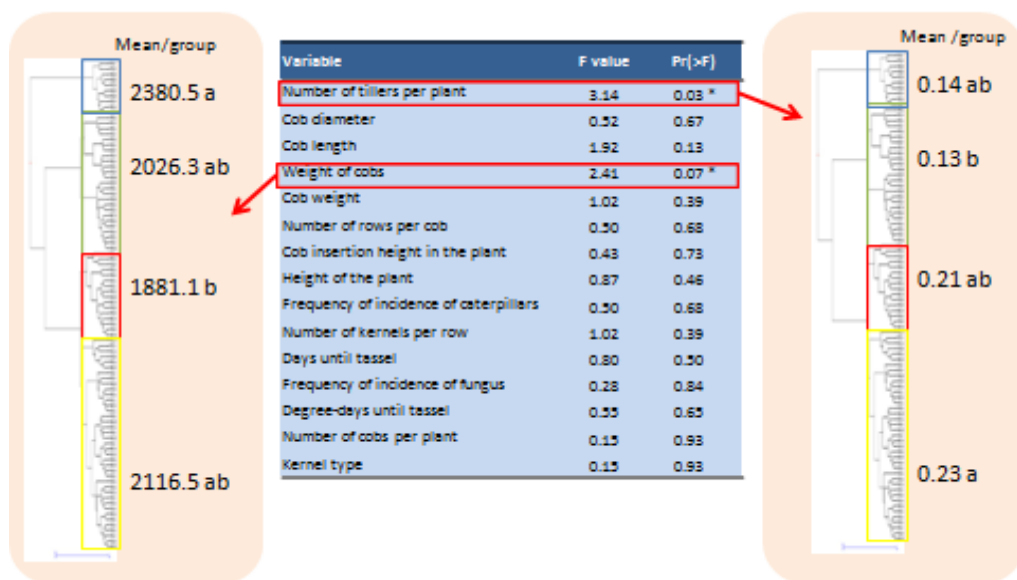 Mean/group
2380.5 a
2026.3 ab
1881.1 b
2116.5 ab
Variable F value Pr(>F)
Number of tillers per plant 3.14 0.03 *
Cob diameter 0.52 0.67
Cob length 1.92 0.13
Weight of cobs 2.41 0.07 *
Cob weight 1.02 0.39
Number of rows per cob 0.50 0.68
Cob insertion height in the plant 0.43 0.73
Height of the plant 0.87 0.46
Frequency of incidence of caterpillars 0.50 0.68
Number of kernels per row 1.02 0.39
Days until tassel 0.80 0.50
Frequency of incidence of fungus 0.28 0.84
Degree-days until tassel 0.55 0.65
Number of cobs per plant 0.15 0.93
Kernel type 0.15 0.93
Mean /group
0.14 ab
0.13 b
0.21 ab
0.23 a